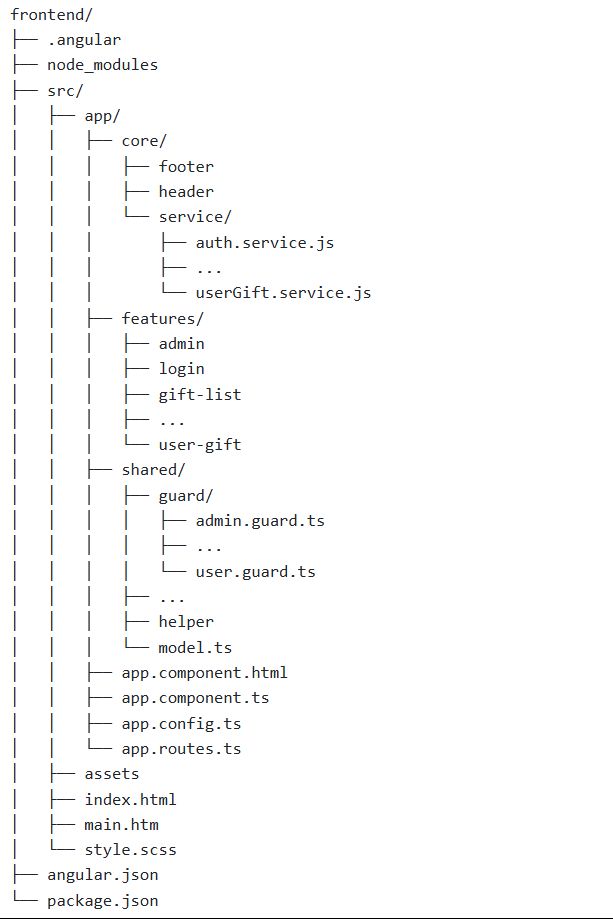 frontend/
├── .angular
├── node_modules
├── src/
│   ├── app/
│   │   ├── core/
│   │   │   ├── footer
│   │   │   ├── header
│   │   │   └── service/
│   │   │       ├── auth.service.js
│   │   │       ├── ...
│   │   │       └── userGift.service.js
│   │   ├── features/
│   │   │   ├── admin
│   │   │   ├── login
│   │   │   ├── gift-list
│   │   │   ├── ...
│   │   │   └── user-gift
│   │   ├── shared/
│   │   │   ├── guard/
│   │   │   │   ├── admin.guard.ts
│   │   │   │   ├── ...
│   │   │   │   └── user.guard.ts
│   │   │   ├── ...
│   │   │   ├── helper
│   │   │   └── model.ts
│   │   ├── app.component.html
│   │   ├── app.component.ts
│   │   ├── app.config.ts
│   │   └── app.routes.ts
│   ├── assets
│   ├── index.html
│   ├── main.htm
│   └── style.scss
├── angular.json
└── package.json